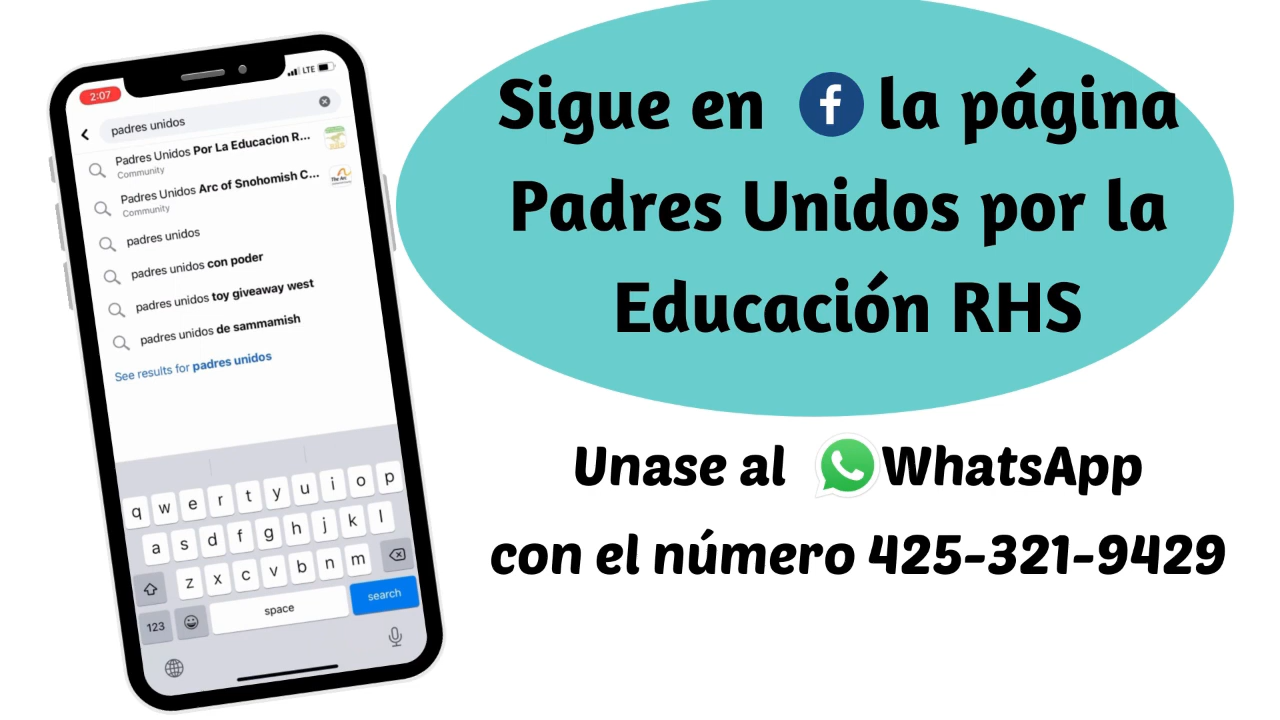 2:07
LTE
padres unidos
Padres Unidos Por La Educacion R...
Community
Padres Unidos Arc of Snohomish C...
Community
padres unidos
padres unidos con poder
padres unidos toy giveaway west
padres unidos de sammamish
See results for padres unidos
q w e r t y u i o p
a s d f g h j k l
z x c v b n m
123 space search
Sigue en f la página
Padres Unidos por la
Educación RHS
Unase al WhatsApp
con el número 425-321-9429